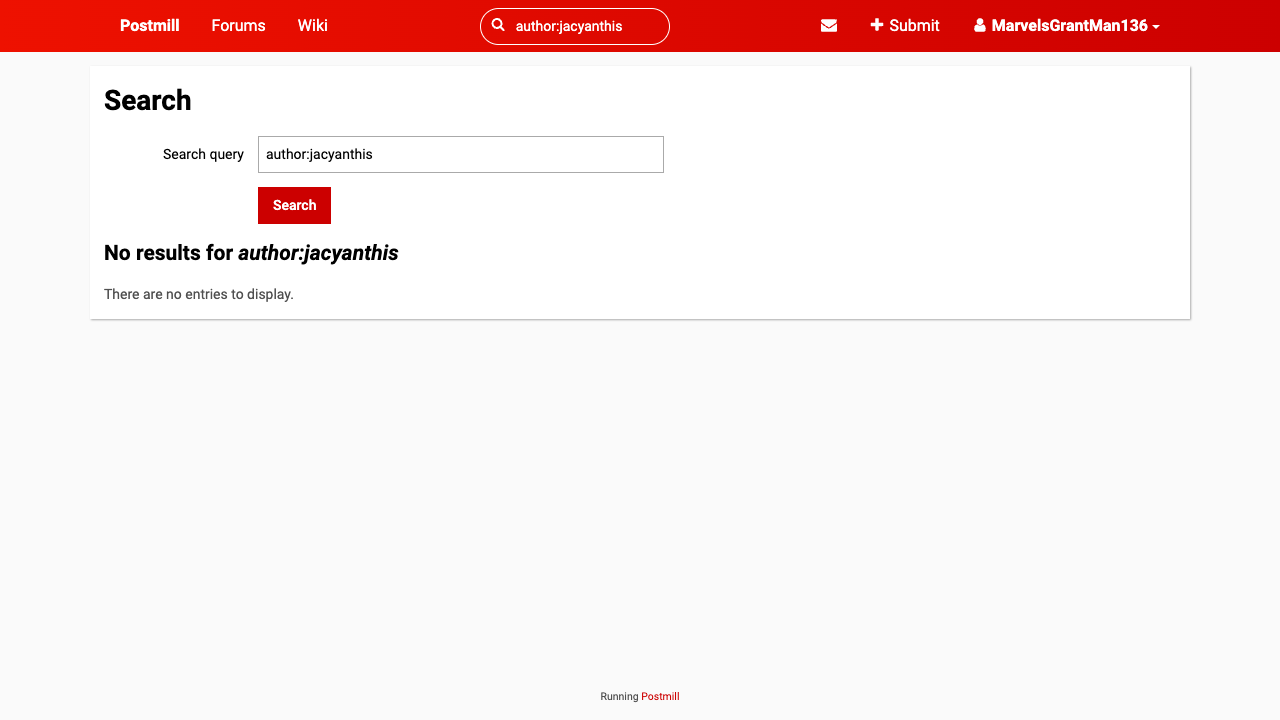 Postmill Forums Wiki author:jacyanthis Submit MarvelsGrantMan136
Search
Search query author:jacyanthis
Search
No results for author:jacyanthis
There are no entries to display.
Running Postmill